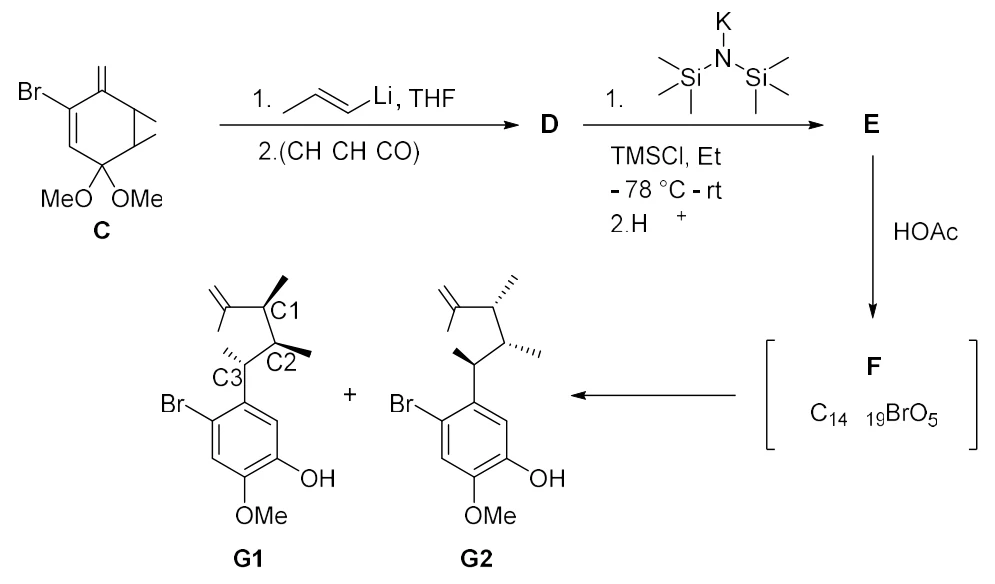 K
N
Si Si
Br
1. Li, THF
2.(CH CH CO)
D
1.
TMSCl, Et
- 78 °C - rt
2.H +
E
MeO OMe
C
HOAc
C1
C2
C3
Br
OH
OMe
G1
+
Br
OH
OMe
G2
F
C14 19BrO5